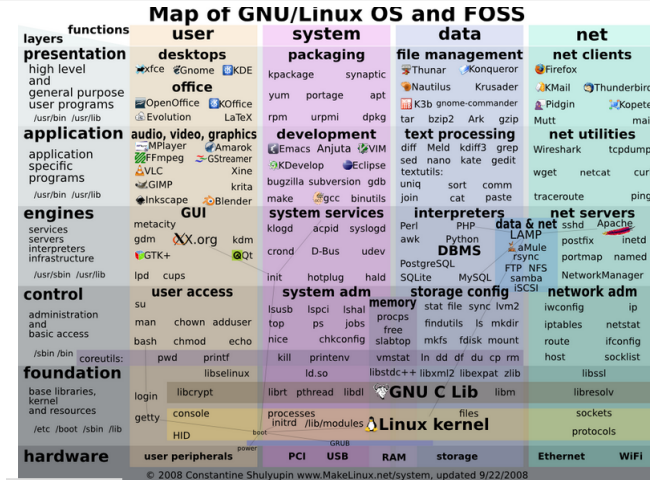 Map of GNU/Linux OS and FOSS
functions
layers
user system data net
presentation
high level
and
general purpose
user programs
/usr/bin /usr/lib
desktops
xfce Gnome KDE
office
OpenOffice KOffice
Evolution LaTeX
packaging
kpackage synaptic
yum portage apt
rpm urpmi dpkg
file management
Thunar Konqueror
Nautilus Krusader
K3b gnome-commander
tar bzip2 Ark gzip
net clients
Firefox
KMail Thunderbird
Pidgin Kopete
Mutt mai
application
application
specific
programs
/usr/bin /usr/lib
audio, video, graphics
MPlayer Amarok
FFmpeg GStreamer
VLC Xine
GIMP krita
Inkscape Blender
development
Emacs Anjuta VIM
KDevelop Eclipse
bugzilla subversion gdb
make gcc binutils
text processing
diff Meld kdiff3 grep
sed nano kate gedit
textutils:
uniq sort comm
join cat paste
net utilities
Wireshark tcpdump
wget netcat cur
traceroute ping
engines
services
servers
interpreters
infrastructure
/usr/sbin /usr/lib
GUI
metacity
gdm X.org kdm
GTK+ Qt
lpd cups
system services
klogd acpid syslogd
crond D-Bus udev
init hotplug hald
interpreters
Perl PHP
awk Python
DBMS
PostgreSQL
SQLite MySQL
data & net
LAMP
aMule
rsync
FTP NFS
samba
iSCSI
net servers
sshd Apache
postfix inetd
portmap named
NetworkManager
control
administration
and
basic access
/sbin /bin
user access
su
man chown adduser
bash chmod echo
system adm
lsusb lspci lshal
top ps jobs
nice chkconfig
memory
procps
free
slabtop
storage config
stat file sync lvm2
findutils ls mkdir
mkfs fdisk mount
network adm
iwconfig ip
iptables netstat
route ifconfig
host socklist
coreutils: pwd printf kill printenv vmstat ln dd df du cp rm
foundation
base libraries,
kernel
and resources
/etc /boot /sbin /lib
libselinux ld.so libstdc++ libxml2 libexpat zlib libssl
login libcrypt librt pthread libdl GNU C Lib libm libresolv
getty
console processes files sockets
initrd /lib/modules Linux kernel
HID boot protocols
GRUB
power
hardware
user peripherals PCI USB RAM storage Ethernet WiFi
© 2008 Constantine Shulyupin www.MakeLinux.net/system, updated 9/22/2008